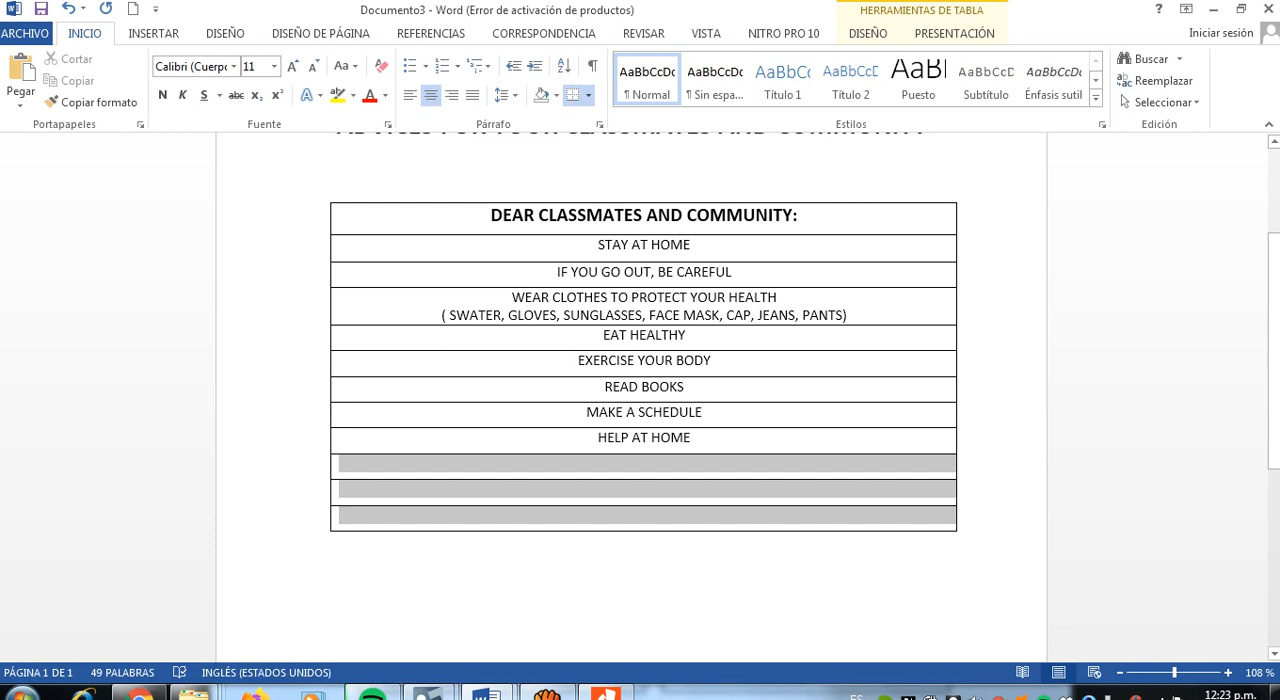 Documento3 - Word (Error de activación de productos)
HERRAMIENTAS DE TABLA
?
ARCHIVO INICIO INSERTAR DISEÑO DISEÑO DE PÁGINA REFERENCIAS CORRESPONDENCIA REVISAR VISTA NITRO PRO 10 DISEÑO PRESENTACIÓN Iniciar sesión
Pegar
Cortar
Copiar
Copiar formato
Portapapeles
Calibri (Cuerpo 11
N K S abc x₂ x²
Fuente
Párrafo
AaBbCcDc AaBbCcDc AaBbCc AaBbCcD AaBl AaBbCcD AaBbCcDc
¶ Normal ¶ Sin espa... Título 1 Título 2 Puesto Subtítulo Énfasis sutil
Estilos
Buscar
Reemplazar
Seleccionar
Edición
DEAR CLASSMATES AND COMMUNITY:
STAY AT HOME
IF YOU GO OUT, BE CAREFUL
WEAR CLOTHES TO PROTECT YOUR HEALTH
( SWATER, GLOVES, SUNGLASSES, FACE MASK, CAP, JEANS, PANTS)
EAT HEALTHY
EXERCISE YOUR BODY
READ BOOKS
MAKE A SCHEDULE
HELP AT HOME
PÁGINA 1 DE 1 49 PALABRAS INGLÉS (ESTADOS UNIDOS) 108 %
ES 12:23 p.m.